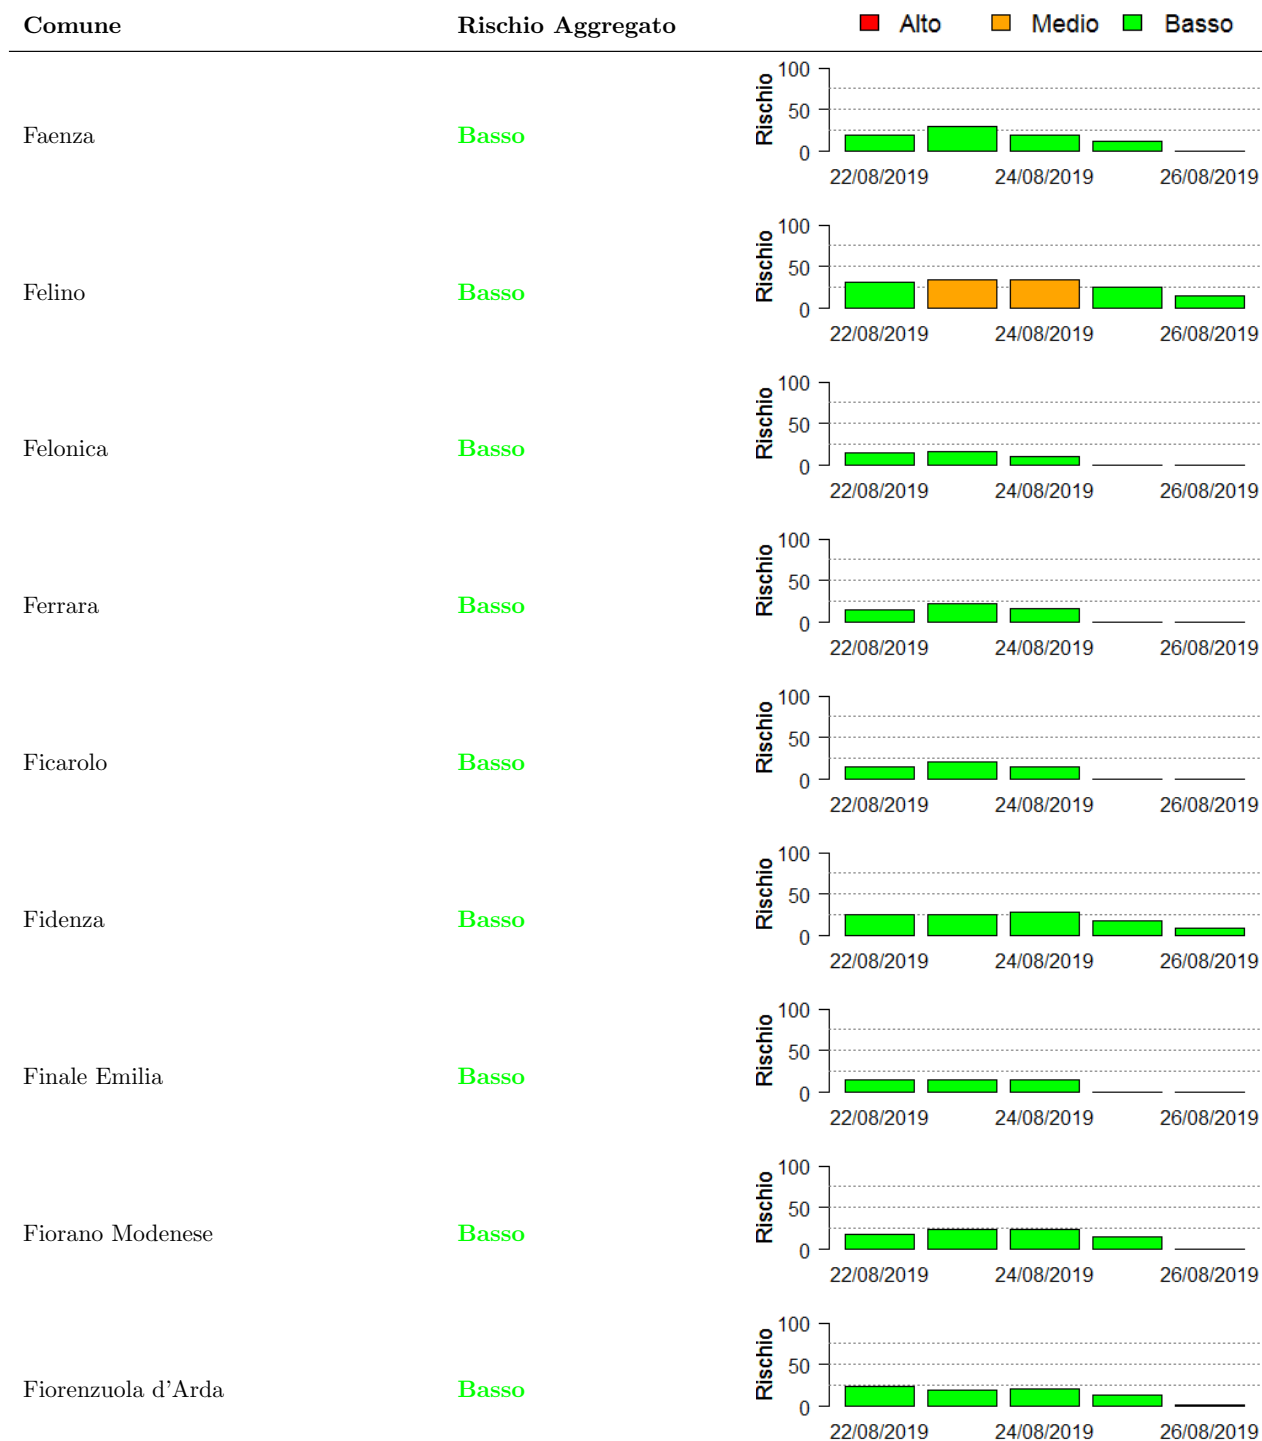 Comune Rischio Aggregato Alto Medio Basso
Faenza Basso
Rischio
100
50
0
22/08/2019 24/08/2019 26/08/2019
Felino Basso
Rischio
100
50
0
22/08/2019 24/08/2019 26/08/2019
Felonica Basso
Rischio
100
50
0
22/08/2019 24/08/2019 26/08/2019
Ferrara Basso
Rischio
100
50
0
22/08/2019 24/08/2019 26/08/2019
Ficarolo Basso
Rischio
100
50
0
22/08/2019 24/08/2019 26/08/2019
Fidenza Basso
Rischio
100
50
0
22/08/2019 24/08/2019 26/08/2019
Finale Emilia Basso
Rischio
100
50
0
22/08/2019 24/08/2019 26/08/2019
Fiorano Modenese Basso
Rischio
100
50
0
22/08/2019 24/08/2019 26/08/2019
Fiorenzuola d'Arda Basso
Rischio
100
50
0
22/08/2019 24/08/2019 26/08/2019